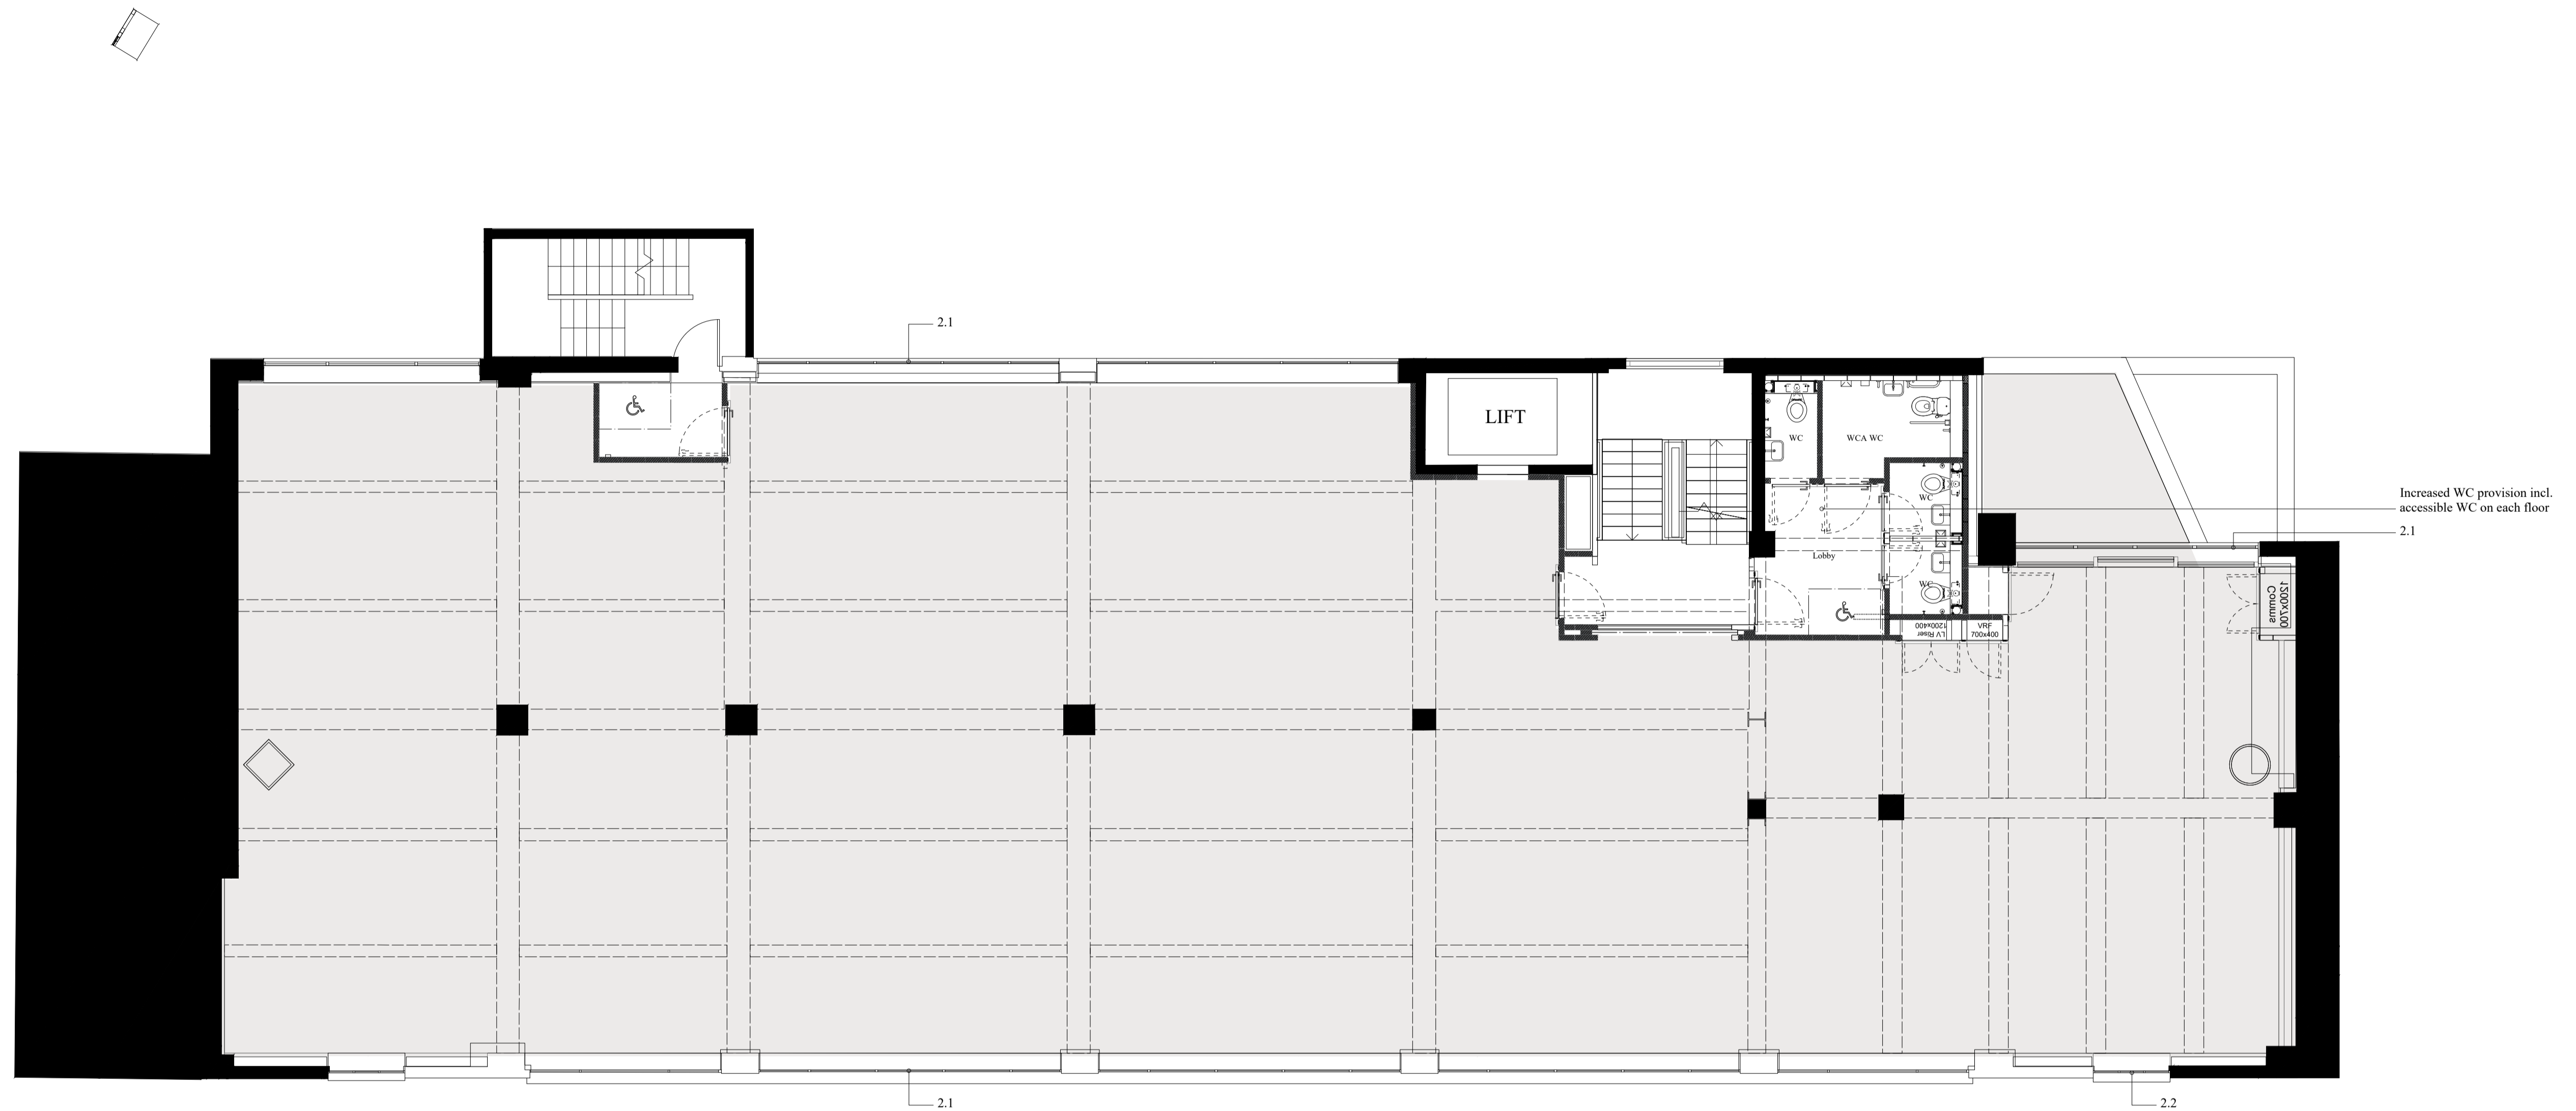 2.1
LIFT
WC
WCA WC
WC
Increased WC provision incl.
accessible WC on each floor
2.1
Lobby
WC
1200x700
Comms
LV Riser
1200x400
VRF
700x400
2.1
2.2